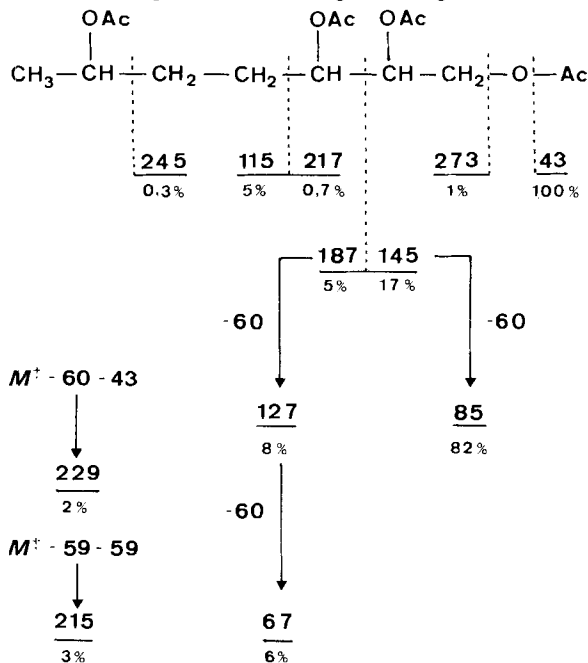 OAc OAc OAc
CH₃—CH—CH₂—CH₂—CH—CH—CH₂—O—Ac
245 115 217 273 43
0,3% 5% 0,7% 1% 100%
187 145
5% 17%
-60 -60
M⁺̇ - 60 - 43
127 85
8% 82%
229
2%
-60
M⁺̇ - 59 - 59
215 67
3% 6%